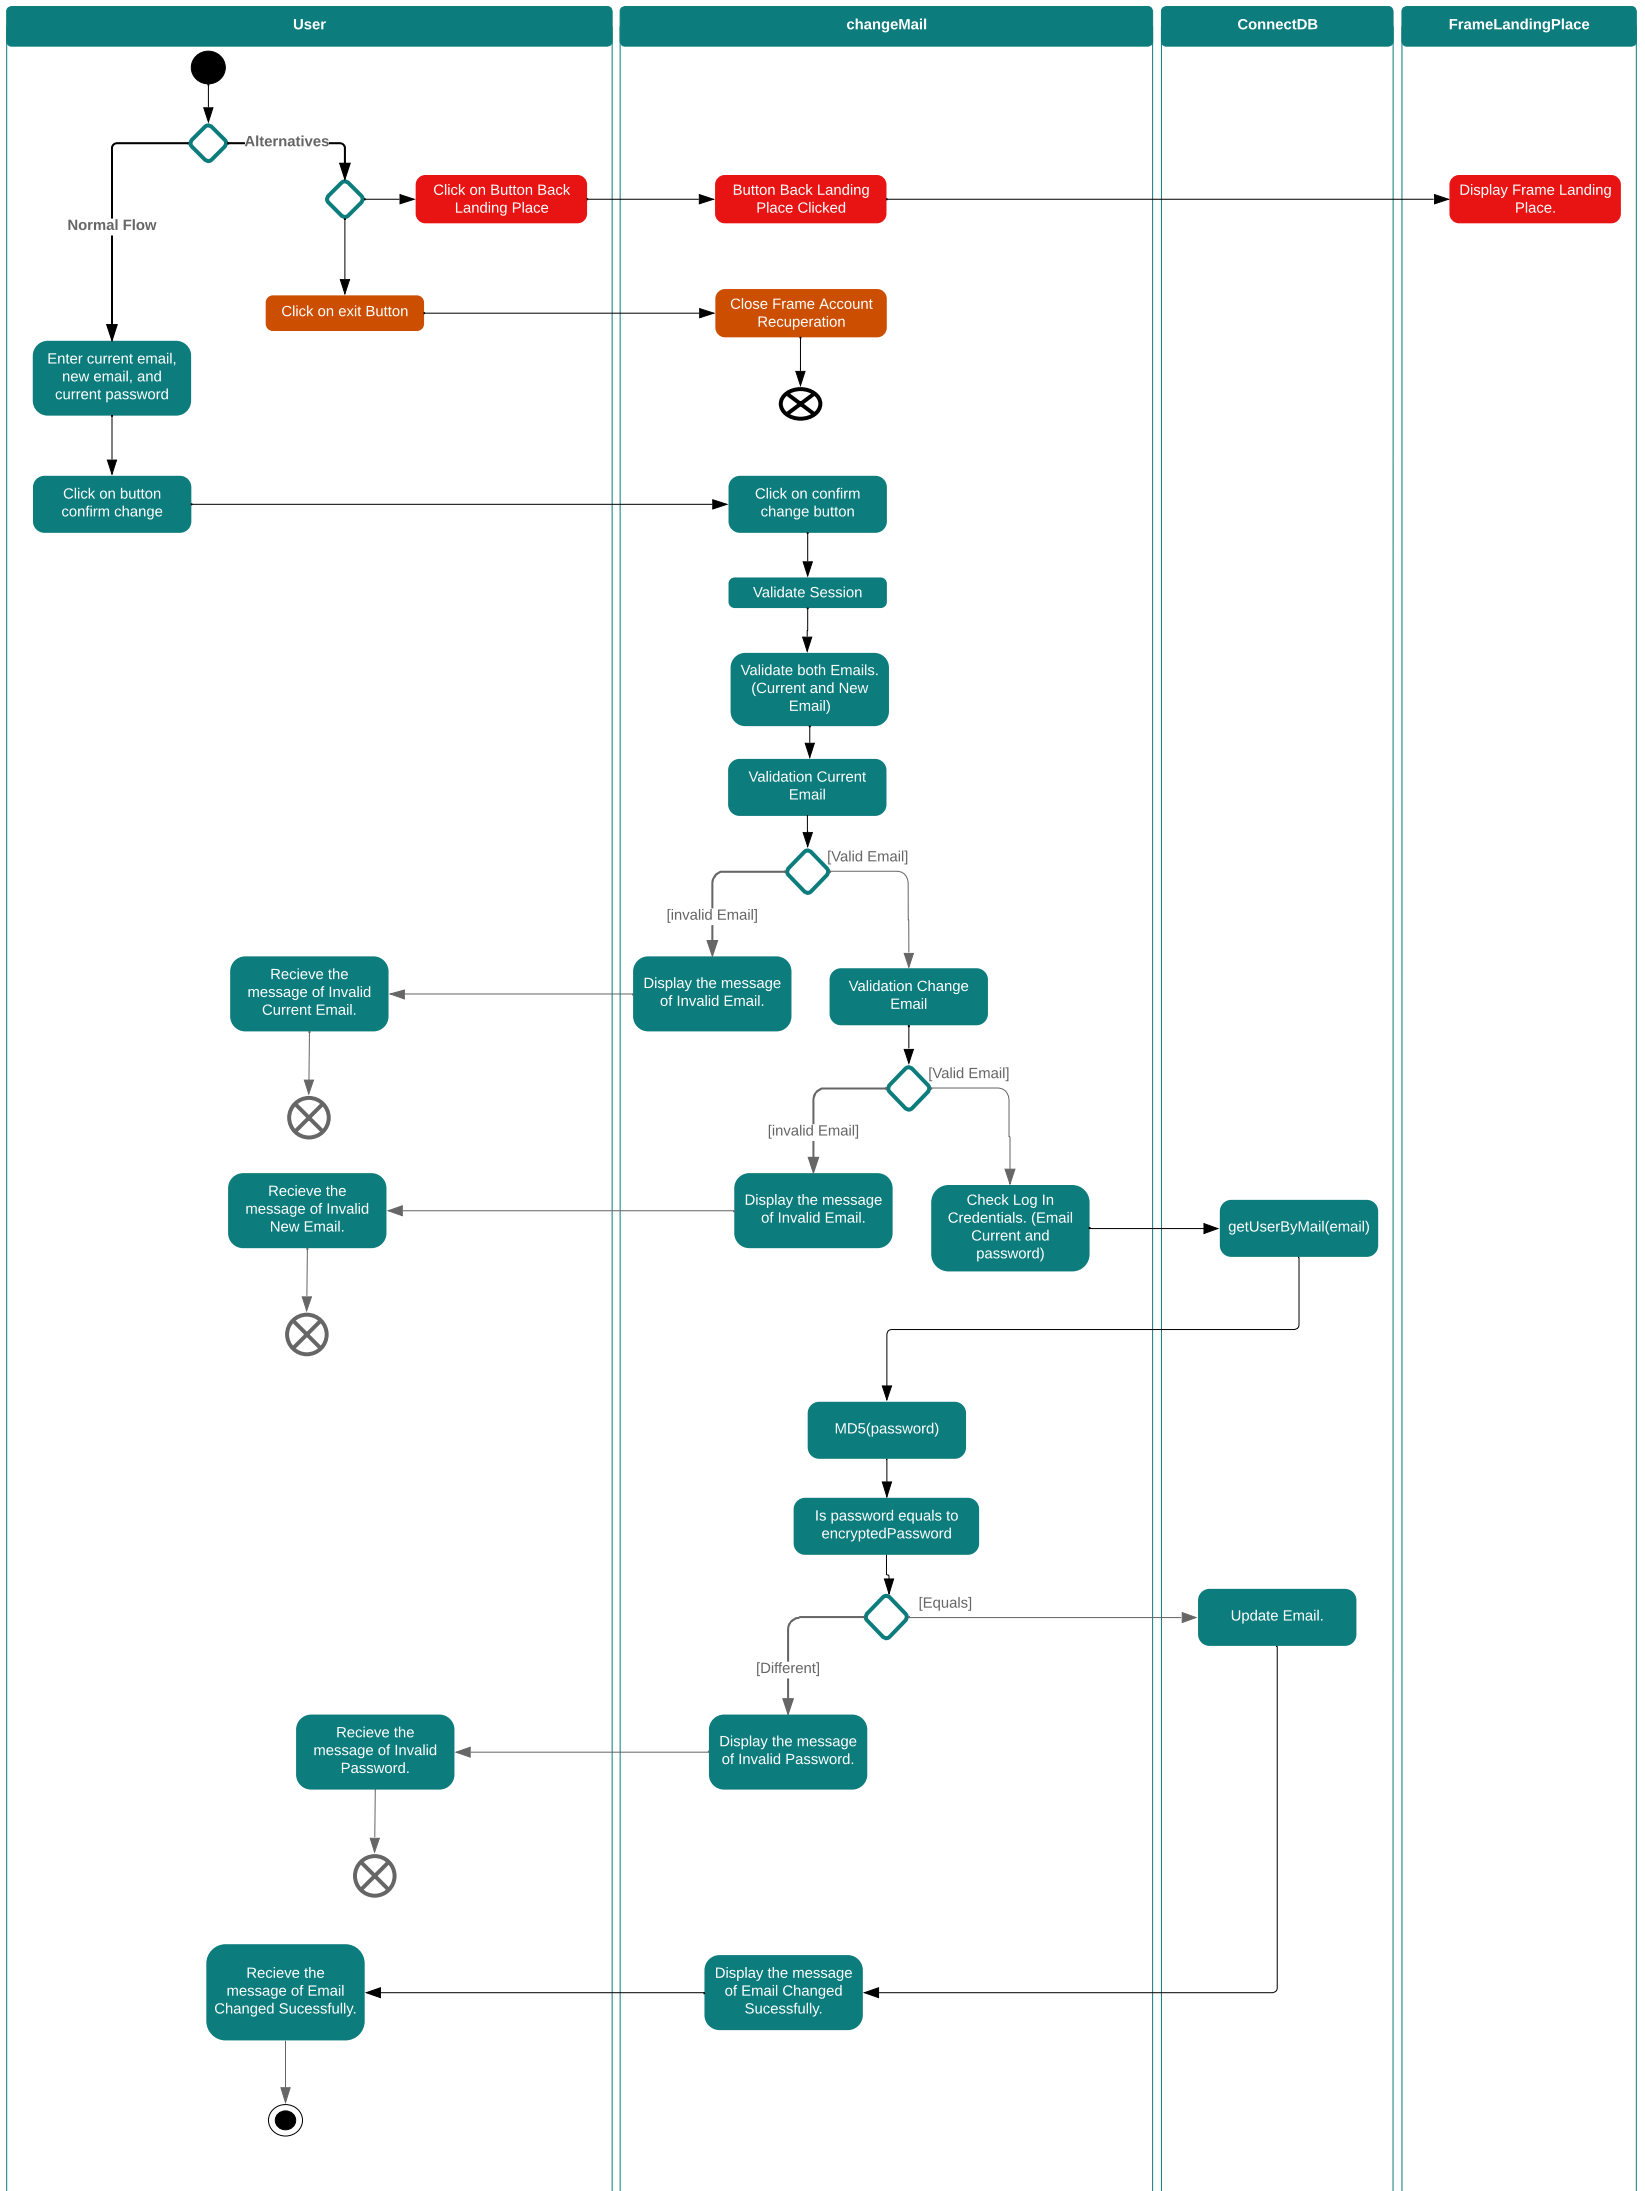 User
changeMail
ConnectDB
FrameLandingPlace
Alternatives
Click on Button Back
Landing Place
Button Back Landing
Place Clicked
Display Frame Landing
Place.
Normal Flow
Click on exit Button
Close Frame Account
Recuperation
Enter current email,
new email, and
current password
Click on button
confirm change
Click on confirm
change button
Validate Session
Validate both Emails.
(Current and New
Email)
Validation Current
Email
[Valid Email]
[invalid Email]
Recieve the
message of Invalid
Current Email.
Display the message
of Invalid Email.
Validation Change
Email
[Valid Email]
[invalid Email]
Recieve the
message of Invalid
New Email.
Display the message
of Invalid Email.
Check Log In
Credentials. (Email
Current and
password)
getUserByMail(email)
MD5(password)
Is password equals to
encryptedPassword
[Equals]
Update Email.
[Different]
Recieve the
message of Invalid
Password.
Display the message
of Invalid Password.
Recieve the
message of Email
Changed Sucessfully.
Display the message
of Email Changed
Sucessfully.